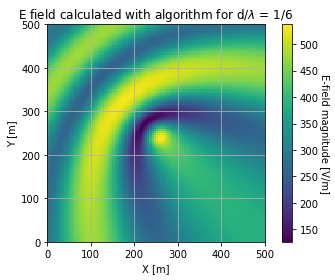 E field calculated with algorithm for d/λ = 1/6
500
400
300
200
100
0
0 100 200 300 400 500
Y [m]
X [m]
500
450
400
350
300
250
200
150
E-field magnitude [V/m]